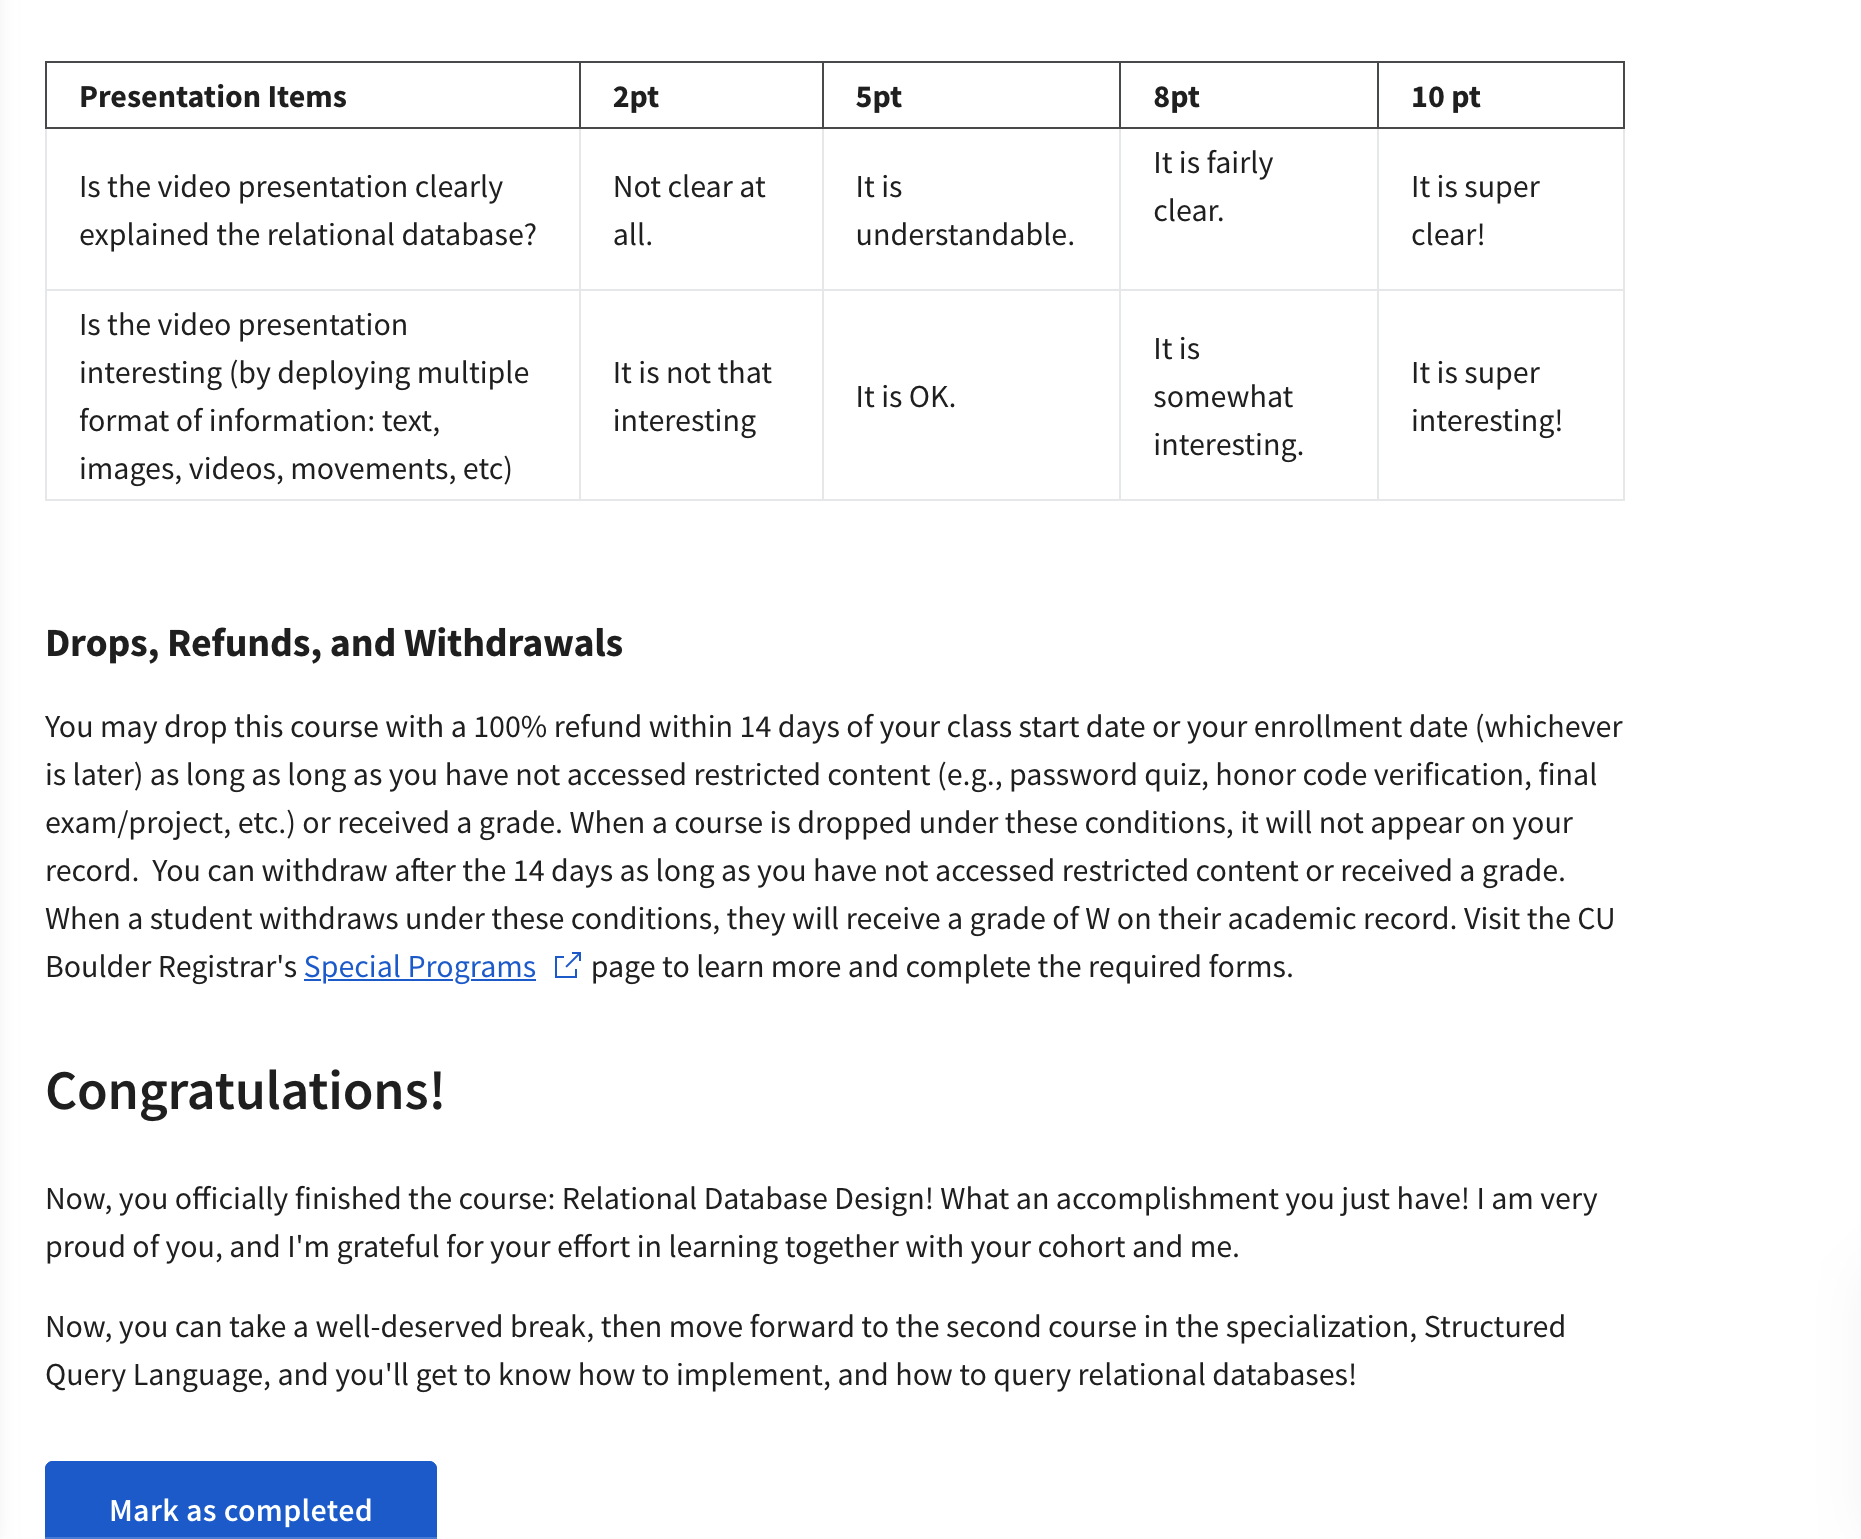 Presentation Items 2pt 5pt 8pt 10 pt
Is the video presentation clearly
explained the relational database?
Not clear at
all.
It is
understandable.
It is fairly
clear.
It is super
clear!
Is the video presentation
interesting (by deploying multiple
format of information: text,
images, videos, movements, etc)
It is not that
interesting
It is OK.
It is
somewhat
interesting.
It is super
interesting!
Drops, Refunds, and Withdrawals
You may drop this course with a 100% refund within 14 days of your class start date or your enrollment date (whichever
is later) as long as long as you have not accessed restricted content (e.g., password quiz, honor code verification, final
exam/project, etc.) or received a grade. When a course is dropped under these conditions, it will not appear on your
record.  You can withdraw after the 14 days as long as you have not accessed restricted content or received a grade.
When a student withdraws under these conditions, they will receive a grade of W on their academic record. Visit the CU
Boulder Registrar's Special Programs page to learn more and complete the required forms.
Congratulations!
Now, you officially finished the course: Relational Database Design! What an accomplishment you just have! I am very
proud of you, and I'm grateful for your effort in learning together with your cohort and me.
Now, you can take a well-deserved break, then move forward to the second course in the specialization, Structured
Query Language, and you'll get to know how to implement, and how to query relational databases!
Mark as completed